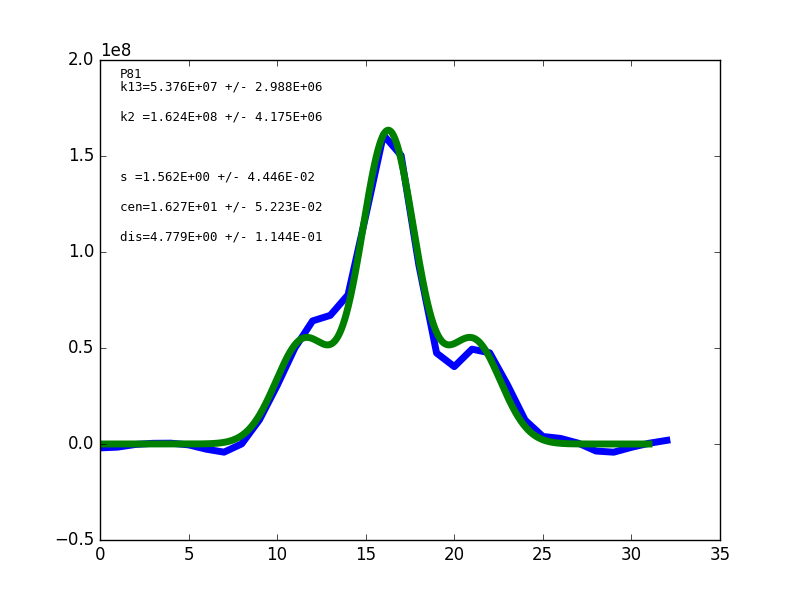 1e8
2.0
P81
k13=5.376E+07 +/- 2.988E+06
k2 =1.624E+08 +/- 4.175E+06
1.5
s =1.562E+00 +/- 4.446E-02
cen=1.627E+01 +/- 5.223E-02
dis=4.779E+00 +/- 1.144E-01
1.0
0.5
0.0
−0.5
0 5 10 15 20 25 30 35